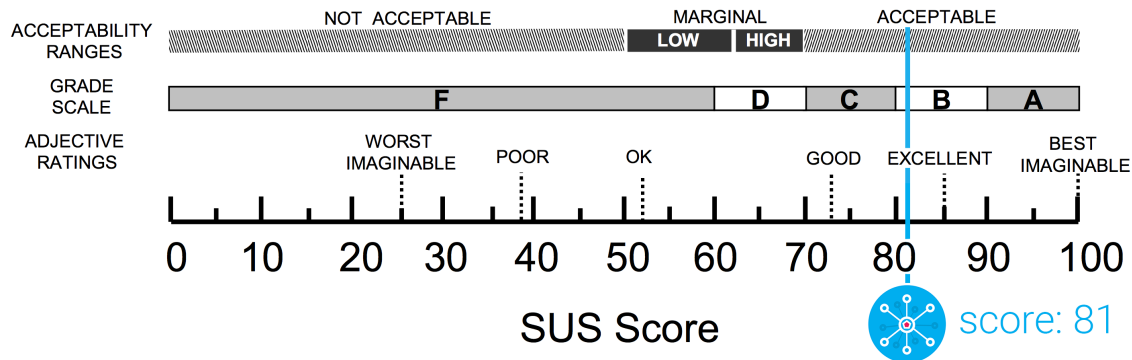 NOT ACCEPTABLE MARGINAL ACCEPTABLE
ACCEPTABILITY
RANGES
LOW HIGH
GRADE
SCALE
F D C B A
ADJECTIVE
RATINGS
WORST
IMAGINABLE
POOR OK GOOD EXCELLENT
BEST
IMAGINABLE
0 10 20 30 40 50 60 70 80 90 100
SUS Score
score: 81